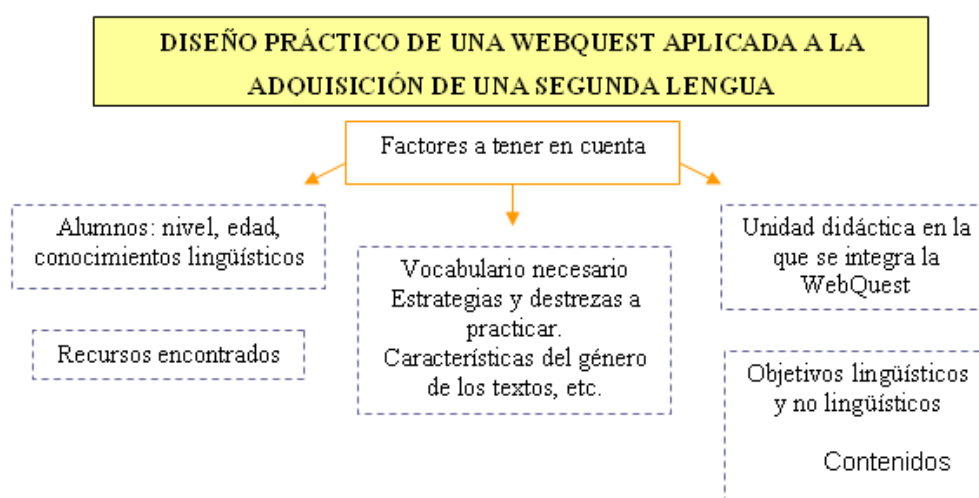 DISEÑO PRÁCTICO DE UNA WEBQUEST APLICADA A LA
ADQUISICIÓN DE UNA SEGUNDA LENGUA
Factores a tener en cuenta
Alumnos: nivel, edad,
conocimientos lingüísticos
Recursos encontrados
Vocabulario necesario
Estrategias y destrezas a
practicar.
Características del género
de los textos, etc.
Unidad didáctica en la
que se integra la
WebQuest
Objetivos lingüísticos
y no lingüísticos
Contenidos